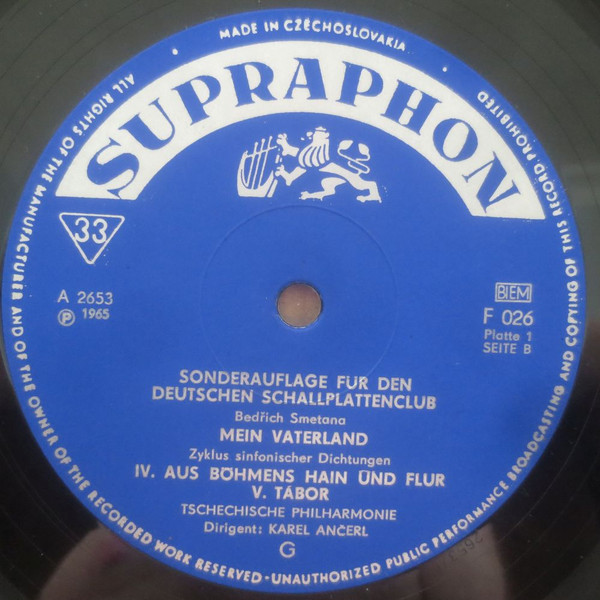 MADE IN CZECHOSLOVAKIA
ALL RIGHTS OF THE MANUFACTURER AND OF THE OWNER OF THE RECORDED WORK RESERVED · UNAUTHORIZED PUBLIC PERFORMANCE BROADCASTING AND COPYING OF THIS RECORD PROHIBITED
SUPRAPHON
33
A 2653
Ⓟ 1965
BIEM
F 026
Platte 1
SEITE B
SONDERAUFLAGE FUR DEN
DEUTSCHEN SCHALLPLATTENCLUB
Bedřich Smetana
MEIN VATERLAND
Zyklus sinfonischer Dichtungen
IV. AUS BÖHMENS HAIN UND FLUR
V. TÁBOR
TSCHECHISCHE PHILHARMONIE
Dirigent: KAREL ANČERL
G